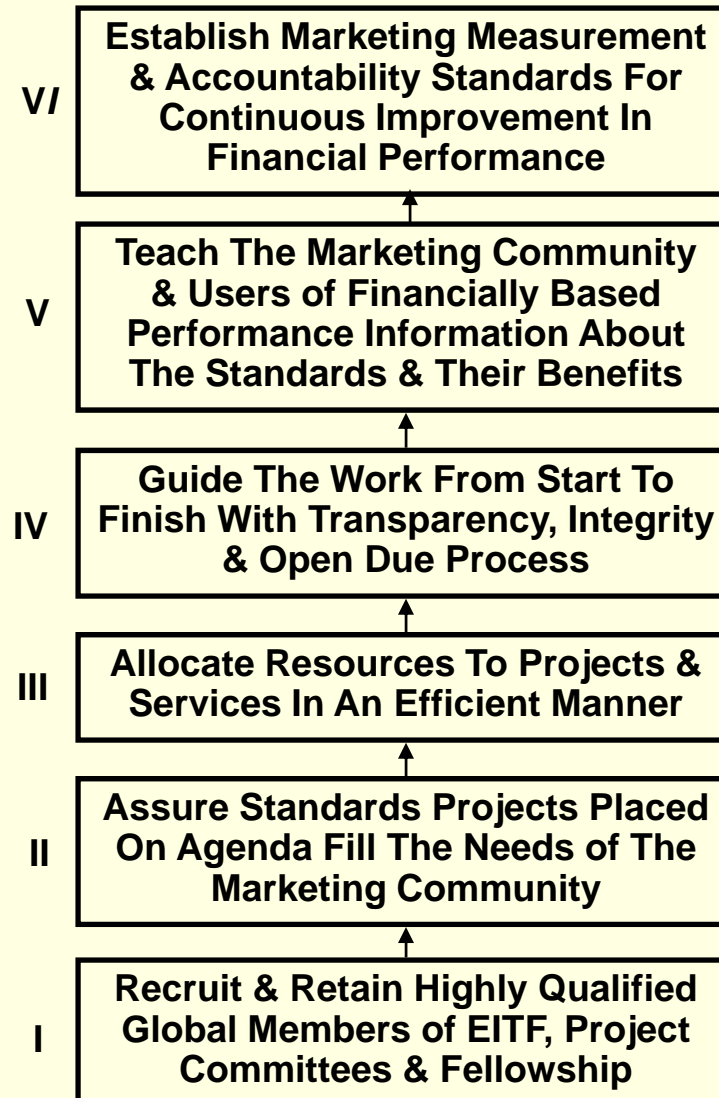 VI
Establish Marketing Measurement
& Accountability Standards For
Continuous Improvement In
Financial Performance
V
Teach The Marketing Community
& Users of Financially Based
Performance Information About
The Standards & Their Benefits
IV
Guide The Work From Start To
Finish With Transparency, Integrity
& Open Due Process
III
Allocate Resources To Projects &
Services In An Efficient Manner
II
Assure Standards Projects Placed
On Agenda Fill The Needs of The
Marketing Community
I
Recruit & Retain Highly Qualified
Global Members of EITF, Project
Committees & Fellowship